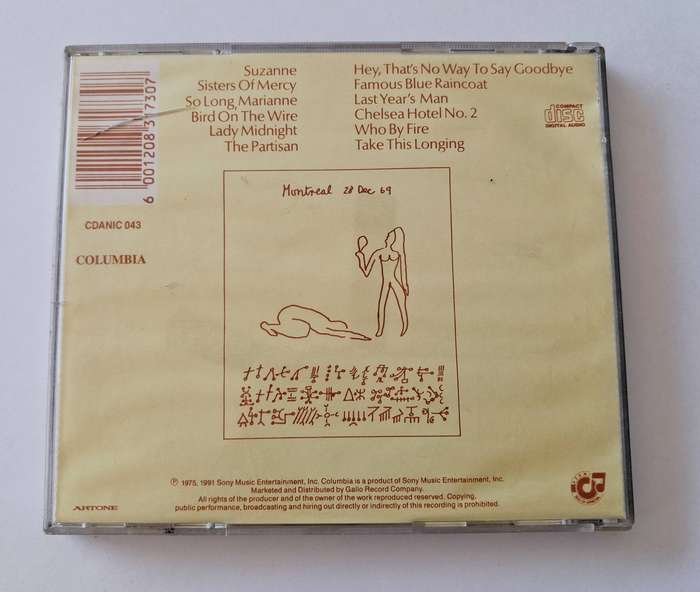 6 001208 317307
CDANIC 043
COLUMBIA
Suzanne
Sisters Of Mercy
So Long, Marianne
Bird On The Wire
Lady Midnight
The Partisan
Hey, That's No Way To Say Goodbye
Famous Blue Raincoat
Last Year's Man
Chelsea Hotel No. 2
Who By Fire
Take This Longing
COMPACT
disc
DIGITAL AUDIO
Montreal 28 Dec 69
℗ 1975, 1991 Sony Music Entertainment, Inc. Columbia is a product of Sony Music Entertainment, Inc.
Marketed and Distributed by Gallo Record Company.
All rights of the producer and of the owner of the work reproduced reserved. Copying,
public performance, broadcasting and hiring out directly or indirectly of this recording is prohibited.
ARTONE